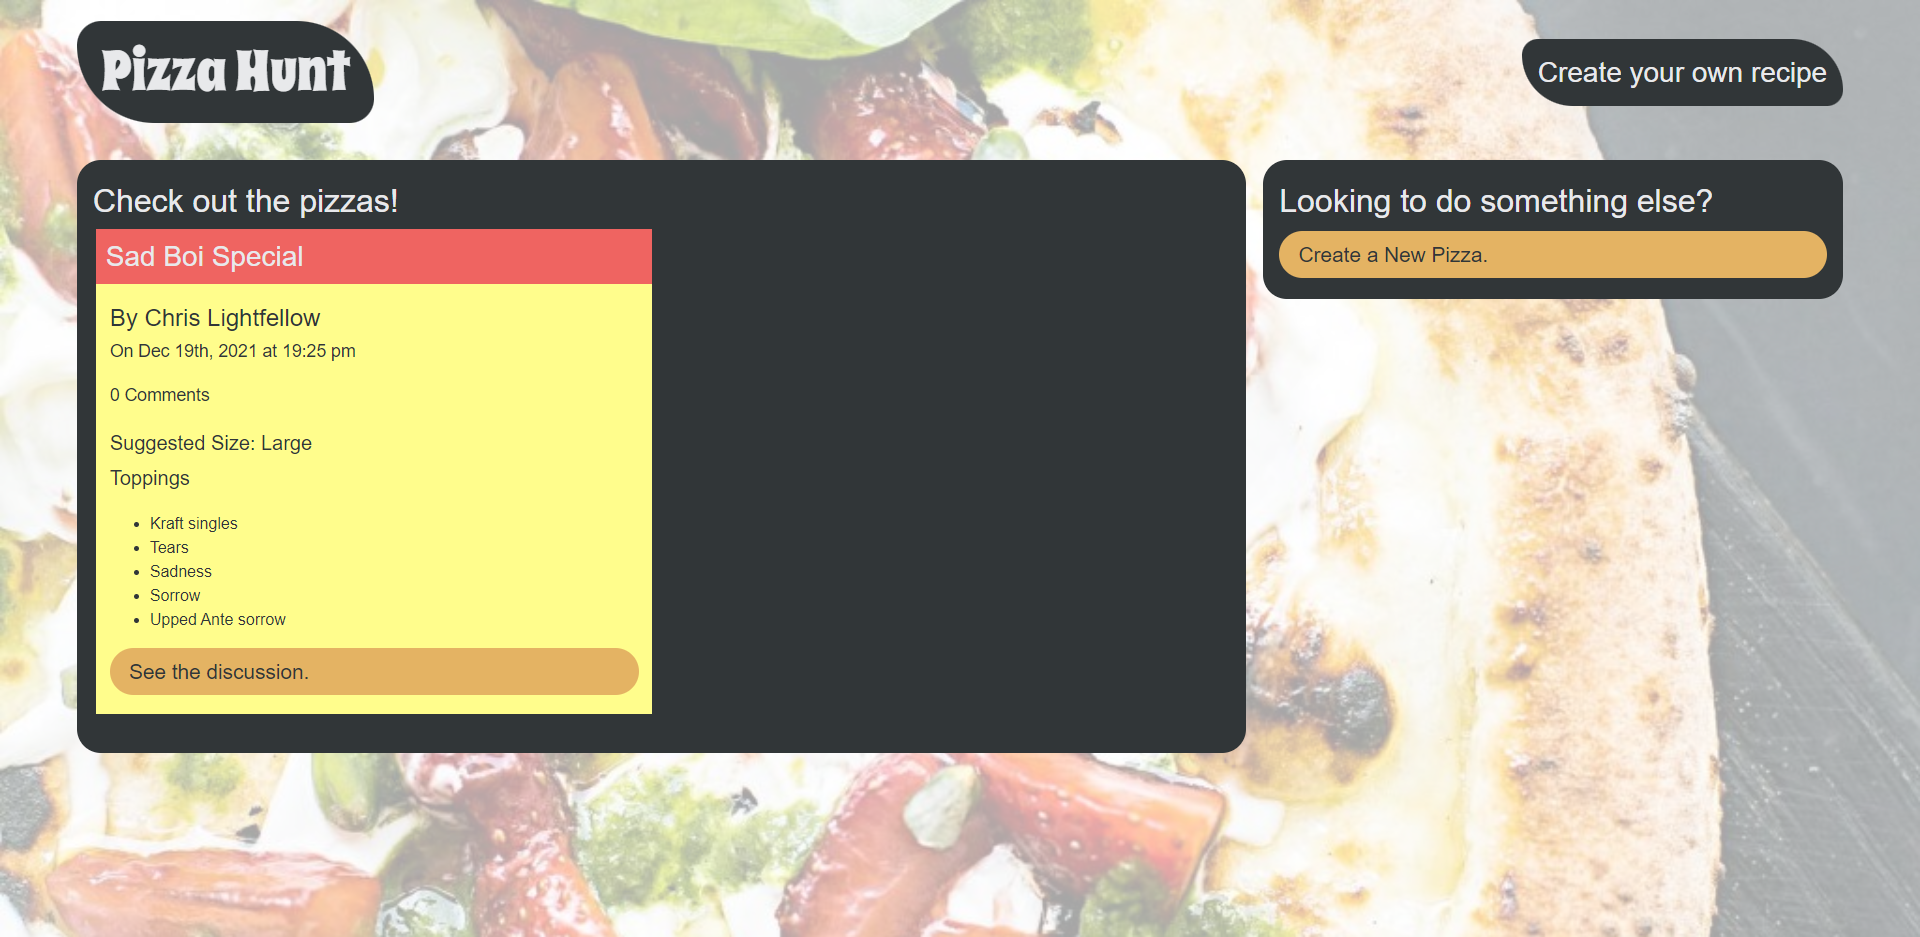 Pizza Hunt
Create your own recipe
Check out the pizzas!
Sad Boi Special
By Chris Lightfellow
On Dec 19th, 2021 at 19:25 pm
0 Comments
Suggested Size: Large
Toppings
Kraft singles
Tears
Sadness
Sorrow
Upped Ante sorrow
See the discussion.
Looking to do something else?
Create a New Pizza.